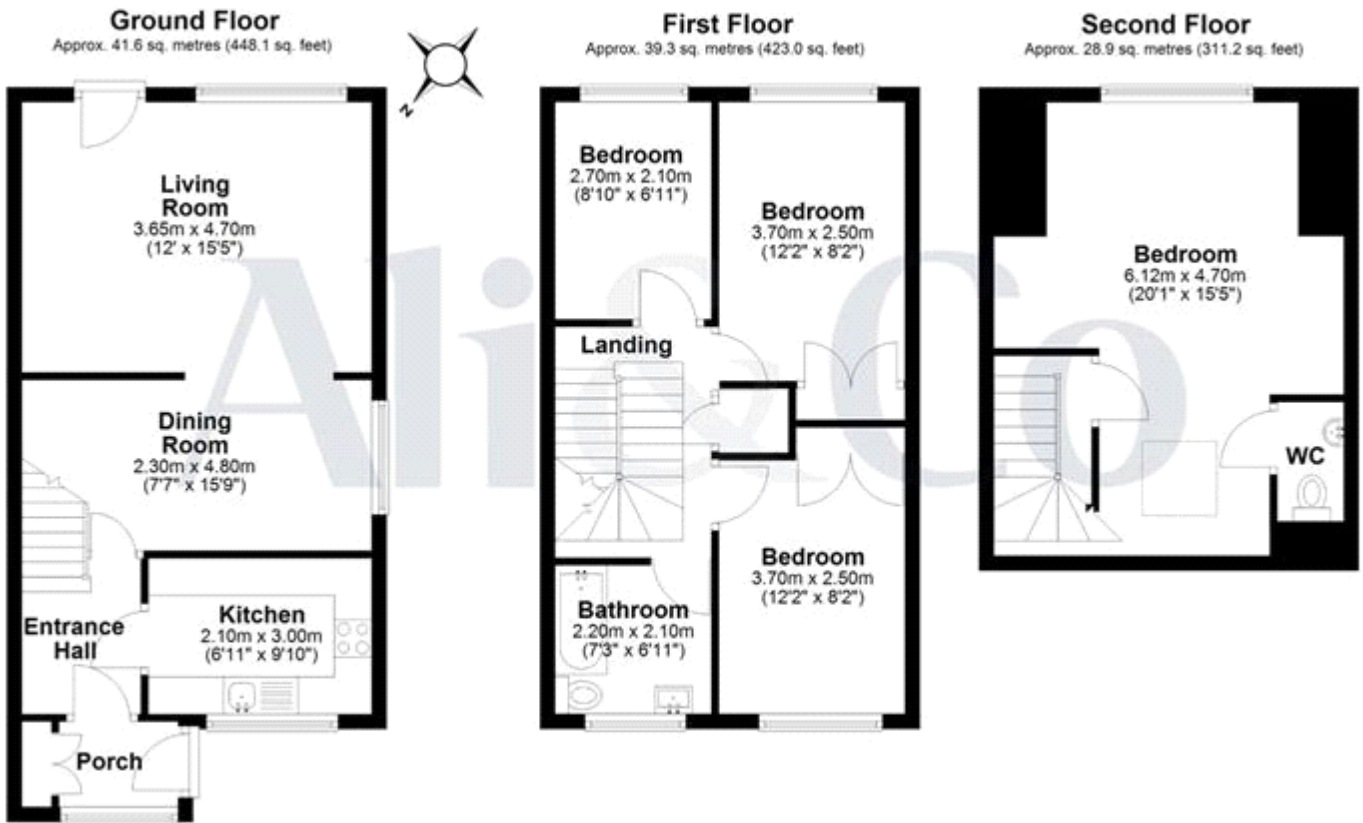 Ground Floor
Approx. 41.6 sq. metres (448.1 sq. feet)
Living
Room
3.65m x 4.70m
(12' x 15'5")
Dining
Room
2.30m x 4.80m
(7'7" x 15'9")
Kitchen
2.10m x 3.00m
(6'11" x 9'10")
Entrance
Hall
Porch
N
First Floor
Approx. 39.3 sq. metres (423.0 sq. feet)
Bedroom
2.70m x 2.10m
(8'10" x 6'11")
Bedroom
3.70m x 2.50m
(12'2" x 8'2")
Landing
Bedroom
3.70m x 2.50m
(12'2" x 8'2")
Bathroom
2.20m x 2.10m
(7'3" x 6'11")
Second Floor
Approx. 28.9 sq. metres (311.2 sq. feet)
Bedroom
6.12m x 4.70m
(20'1" x 15'5")
WC
Ali&Co